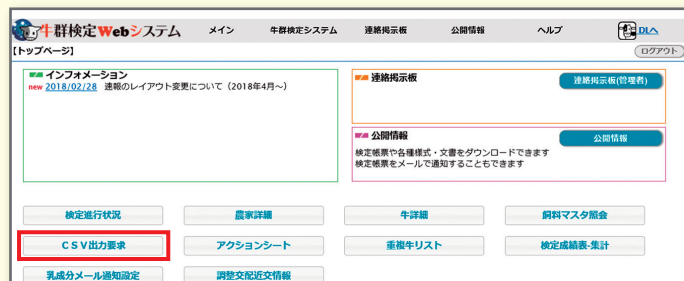 牛群検定Webシステム メイン 牛群検定システム 連絡掲示板 公開情報 ヘルプ DLへ
【トップページ】 ログアウト
インフォメーション
new 2018/02/28 速報のレイアウト変更について（2018年4月～）
連絡掲示板 連絡掲示板(管理者)
公開情報 公開情報
検定帳票や各種様式・文書をダウンロードできます
検定帳票をメールで通知することもできます
検定進行状況 農家詳細 牛詳細 飼料マスタ照会
ＣＳＶ出力要求 アクションシート 重複牛リスト 検定成績表-集計
乳成分メール通知設定 調整交配近交情報